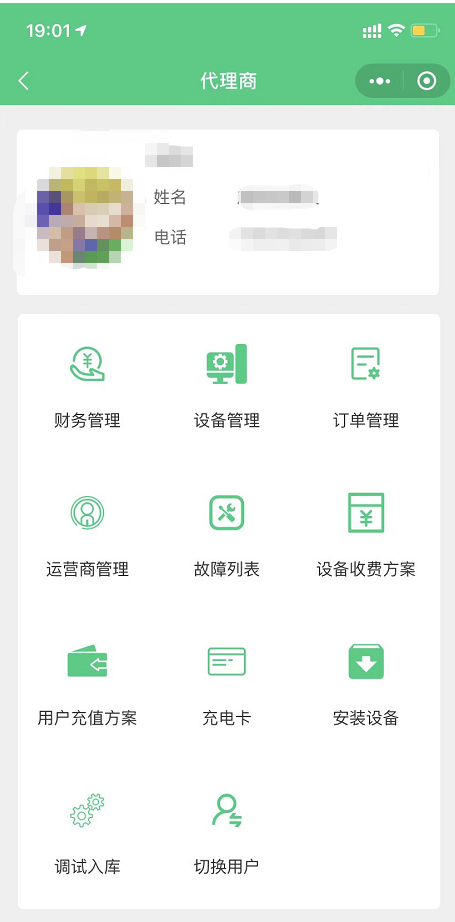 19:01
代理商
姓名
电话
财务管理
设备管理
订单管理
运营商管理
故障列表
设备收费方案
用户充值方案
充电卡
安装设备
调试入库
切换用户